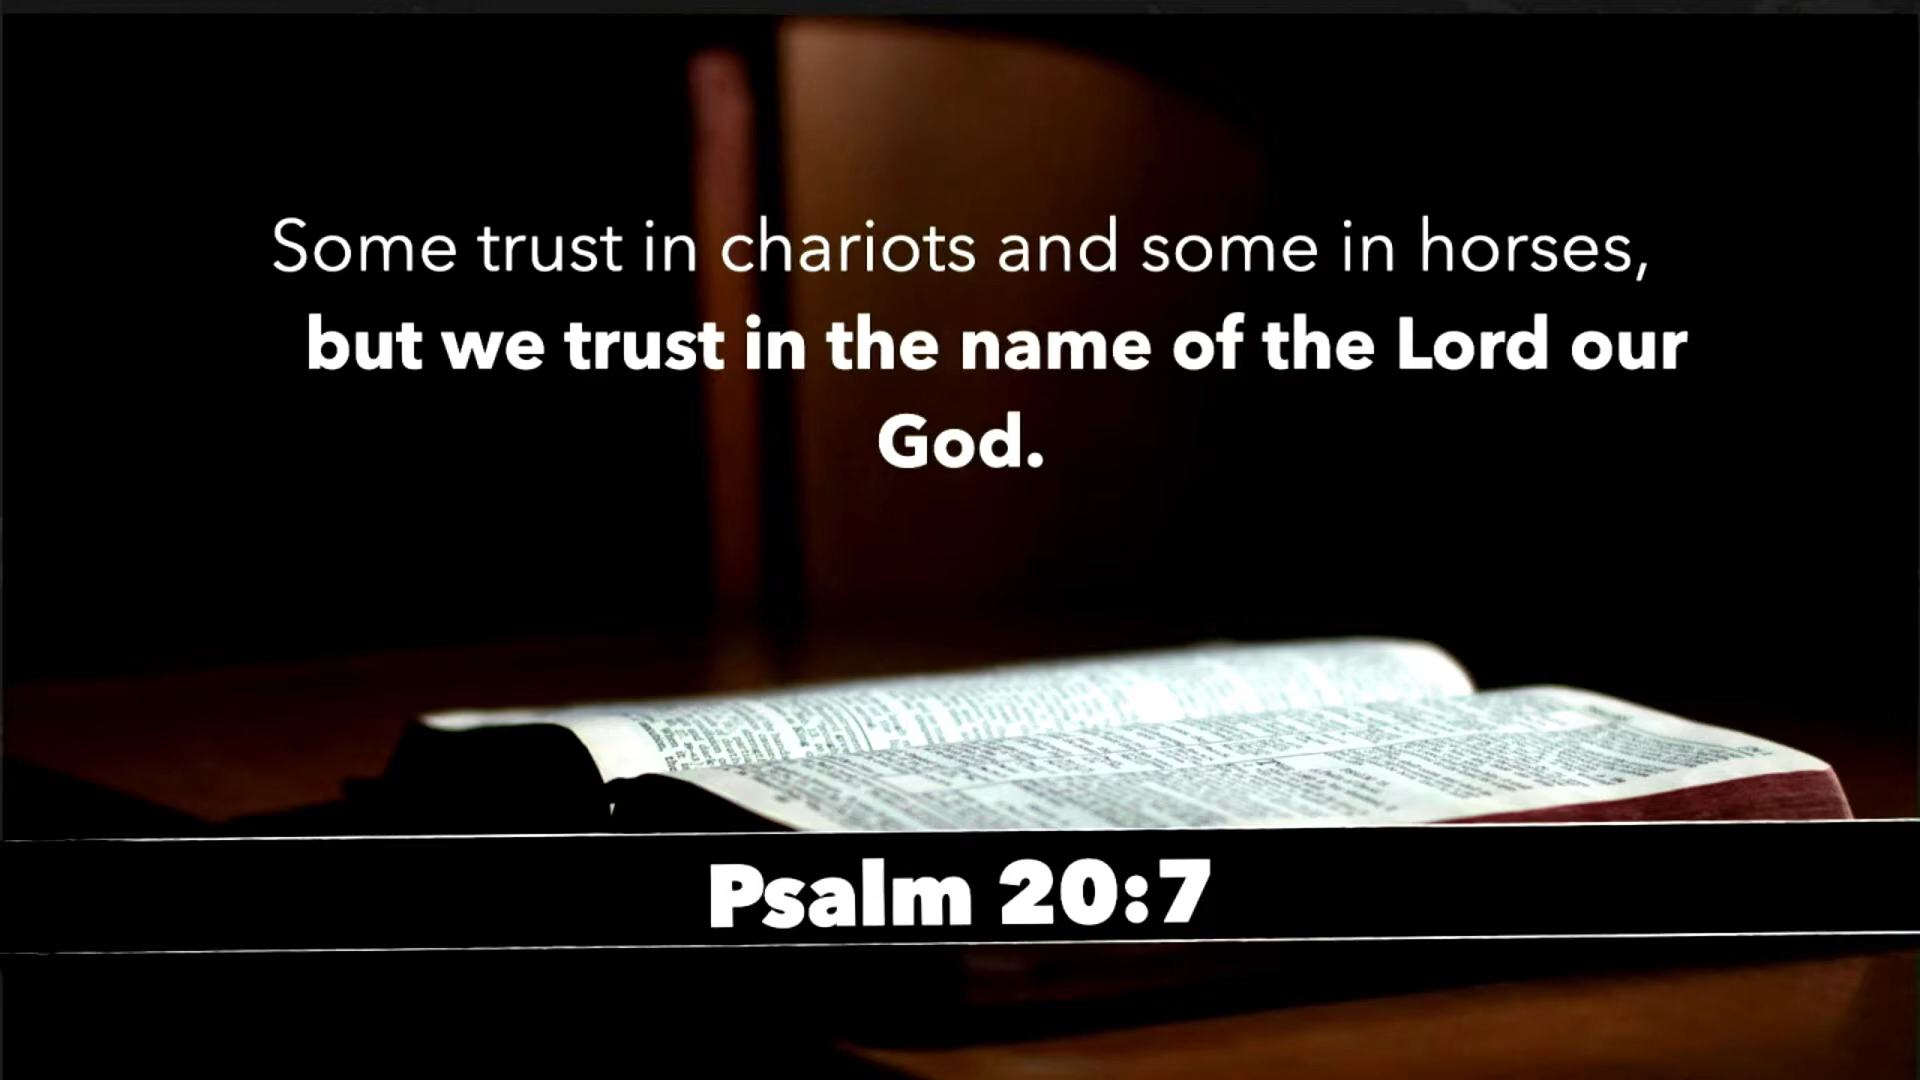 Some trust in chariots and some in horses,
but we trust in the name of the Lord our
God.
Psalm 20:7